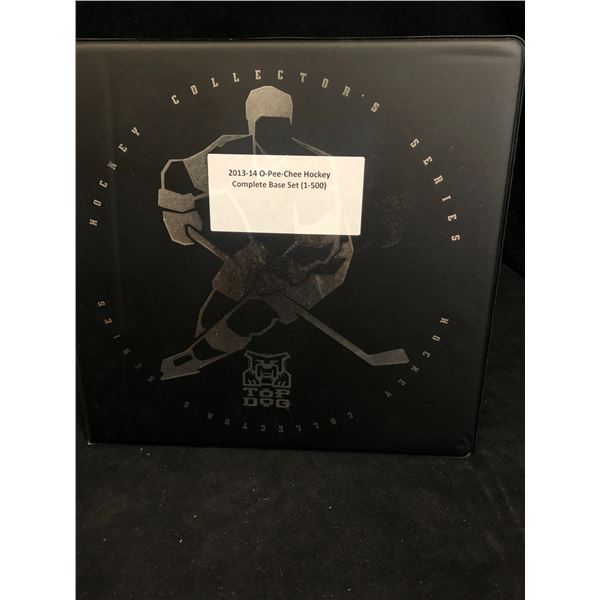 HOCKEY COLLECTOR'S SERIES
2013-14 O-Pee-Chee Hockey
Complete Base Set (1-500)
TOP
DOG
HOCKEY COLLECTOR'S SERIES